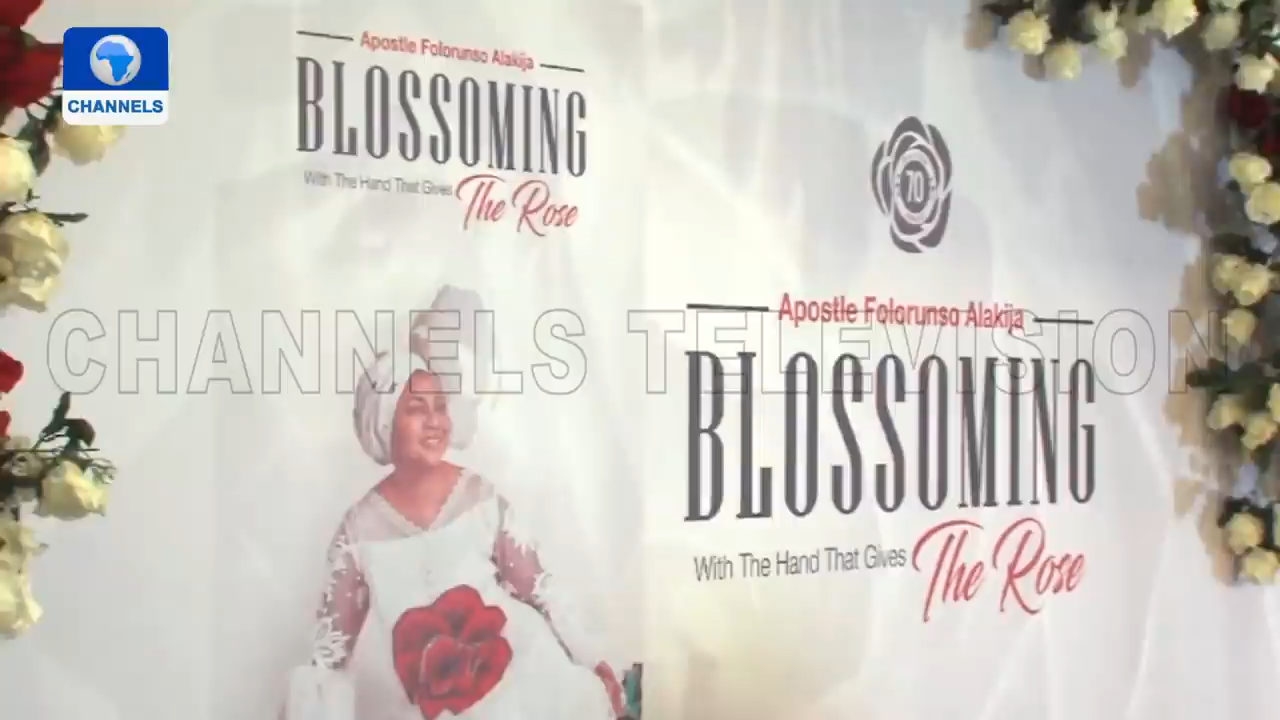 CHANNELS
Apostle Folorunso Alakija
BLOSSOMING
With The Hand That Gives The Rose
70
Apostle Folorunso Alakija
BLOSSOMING
With The Hand That Gives The Rose
CHANNELS TELEVISION